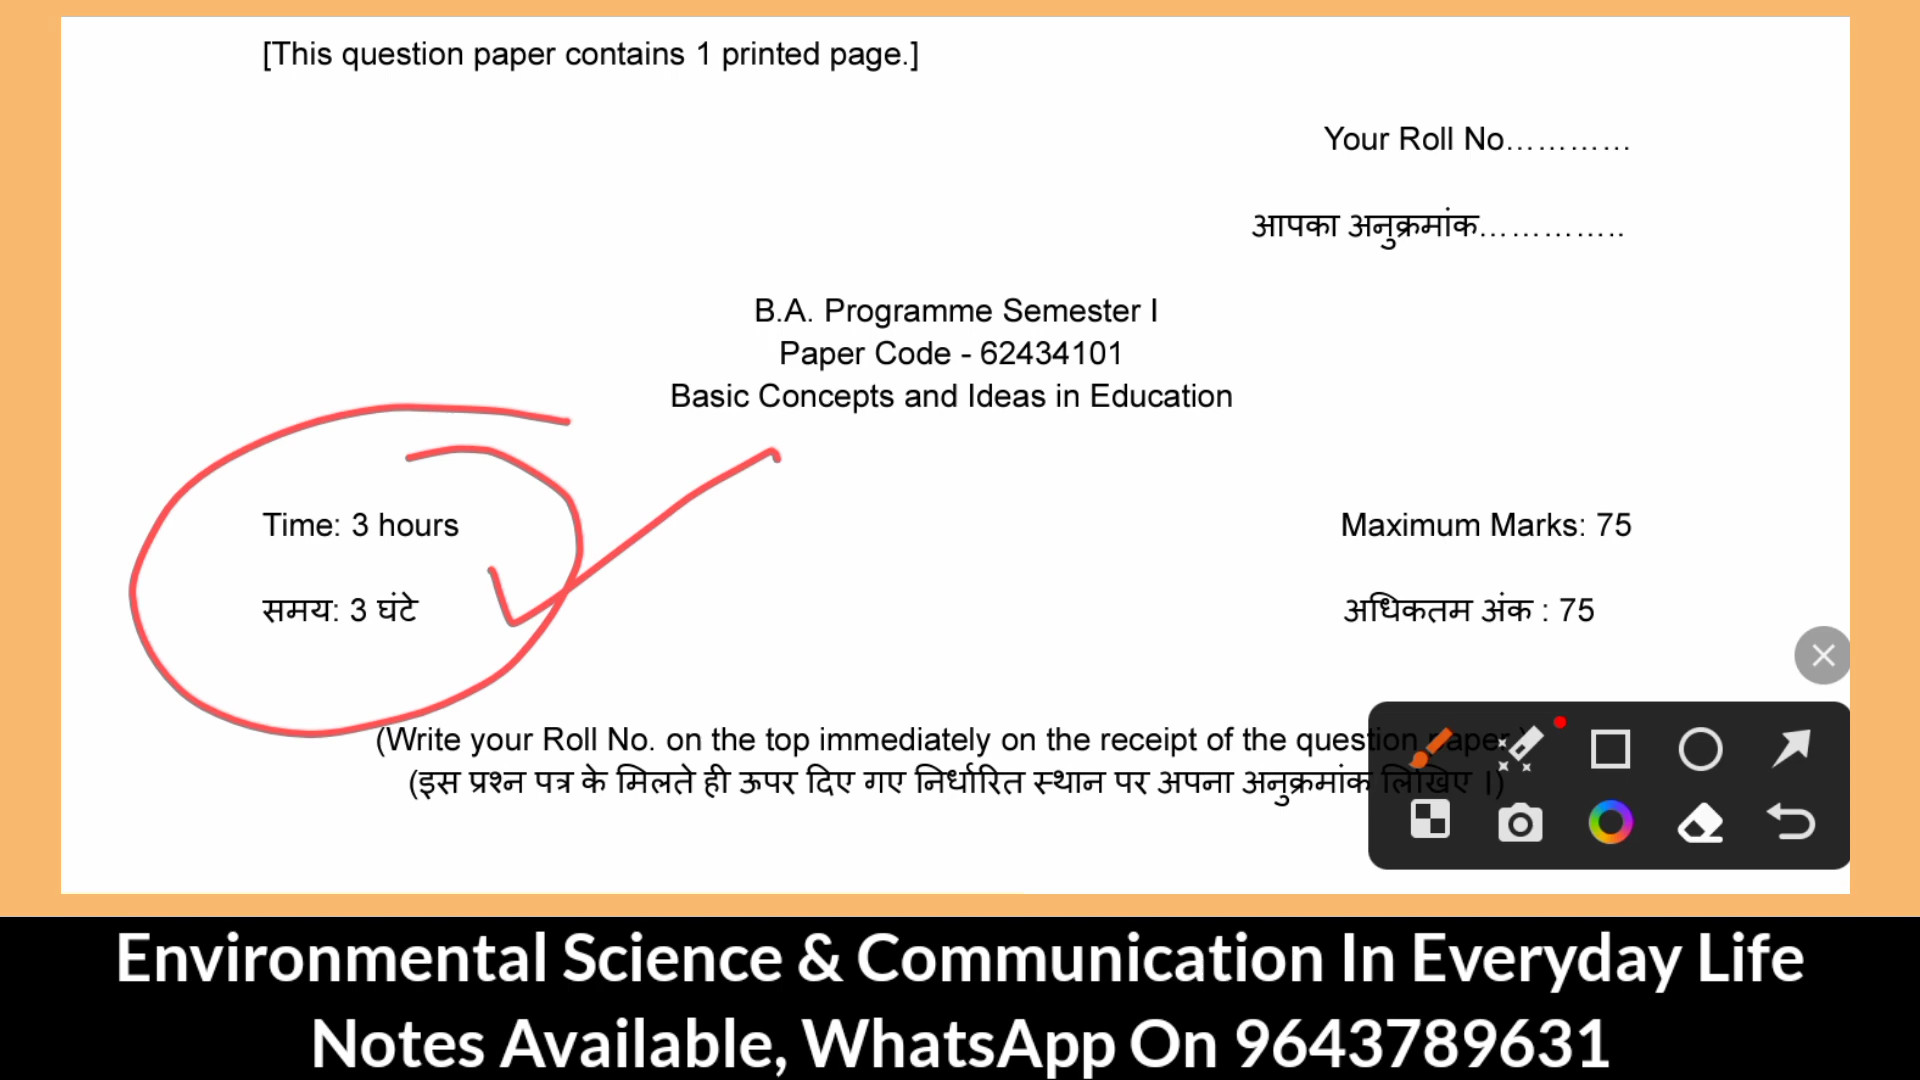 [This question paper contains 1 printed page.]
Your Roll No…………
आपका अनुक्रमांक…………..
B.A. Programme Semester I
Paper Code - 62434101
Basic Concepts and Ideas in Education
Time: 3 hours
Maximum Marks: 75
समय: 3 घंटे
अधिकतम अंक : 75
(Write your Roll No. on the top immediately on the receipt of the question paper.)
(इस प्रश्न पत्र के मिलते ही ऊपर दिए गए निर्धारित स्थान पर अपना अनुक्रमांक लिखिए ।)
Environmental Science & Communication In Everyday Life
Notes Available, WhatsApp On 9643789631